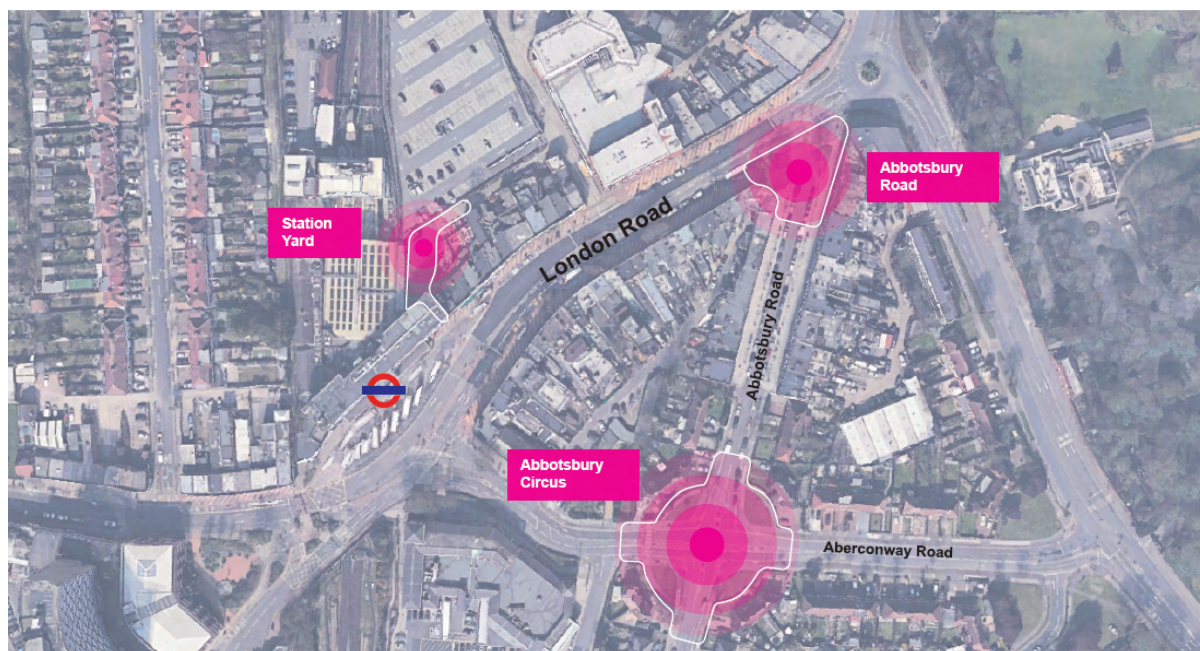 Abbotsbury
Road
Station
Yard
London Road
Abbotsbury Road
Abbotsbury
Circus
Aberconway Road